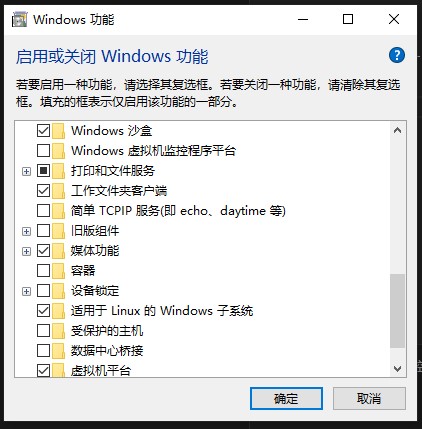 Windows 功能
启用或关闭 Windows 功能
若要启用一种功能，请选择其复选框。若要关闭一种功能，请清除其复选
框。填充的框表示仅启用该功能的一部分。
Windows 沙盒
Windows 虚拟机监控程序平台
打印和文件服务
工作文件夹客户端
简单 TCPIP 服务(即 echo、daytime 等)
旧版组件
媒体功能
容器
设备锁定
适用于 Linux 的 Windows 子系统
受保护的主机
数据中心桥接
虚拟机平台
确定
取消